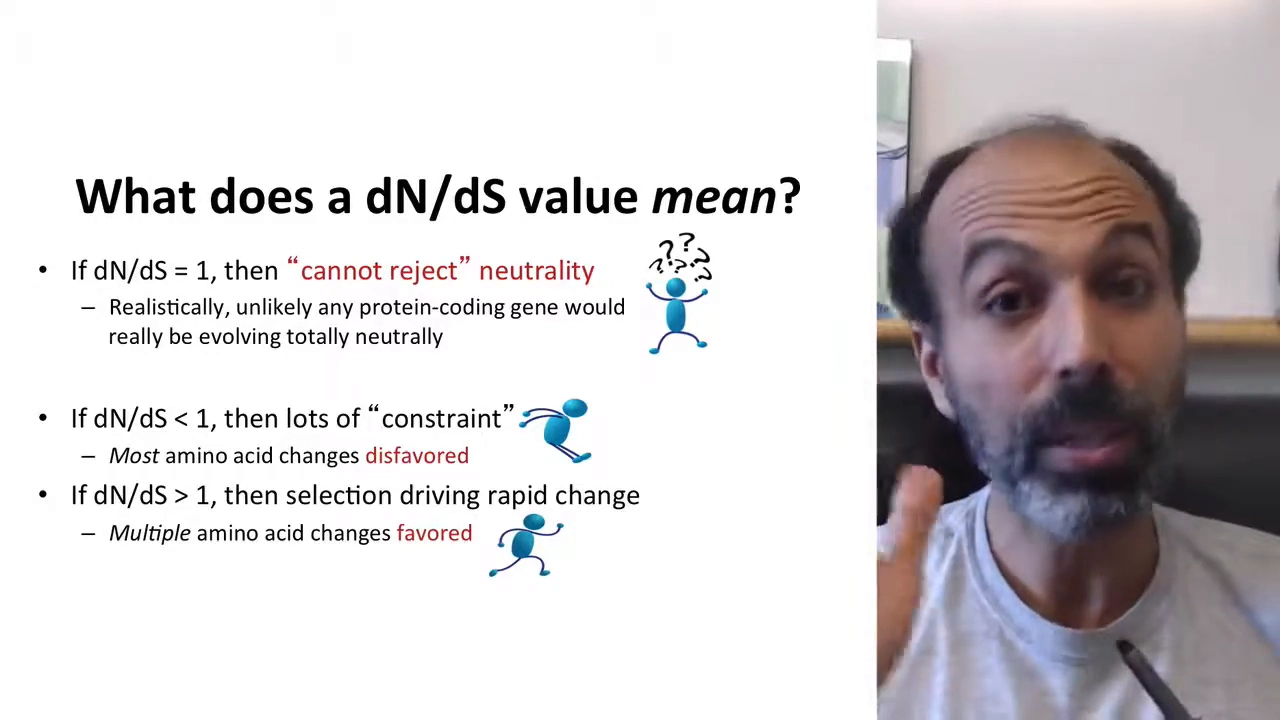 What does a dN/dS value mean?
• If dN/dS = 1, then “cannot reject” neutrality
– Realistically, unlikely any protein-coding gene would
really be evolving totally neutrally
• If dN/dS < 1, then lots of “constraint”
– Most amino acid changes disfavored
• If dN/dS > 1, then selection driving rapid change
– Multiple amino acid changes favored